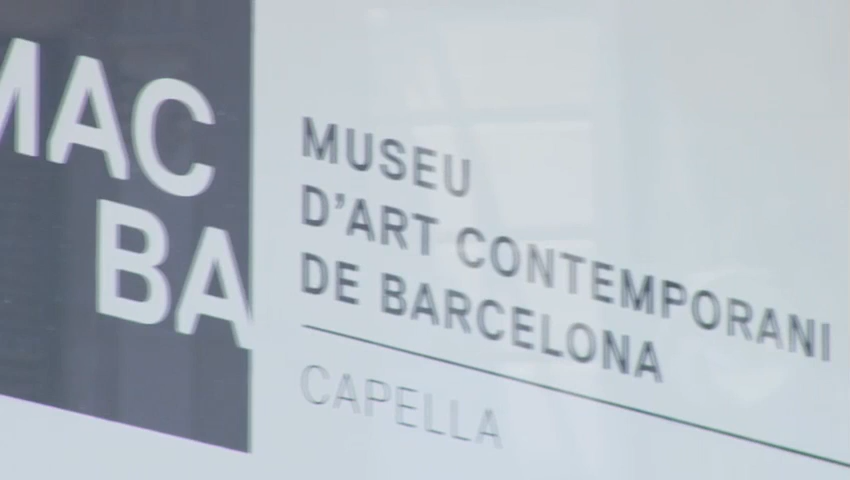 MAC
BA
MUSEU
D'ART CONTEMPORANI
DE BARCELONA
CAPELLA